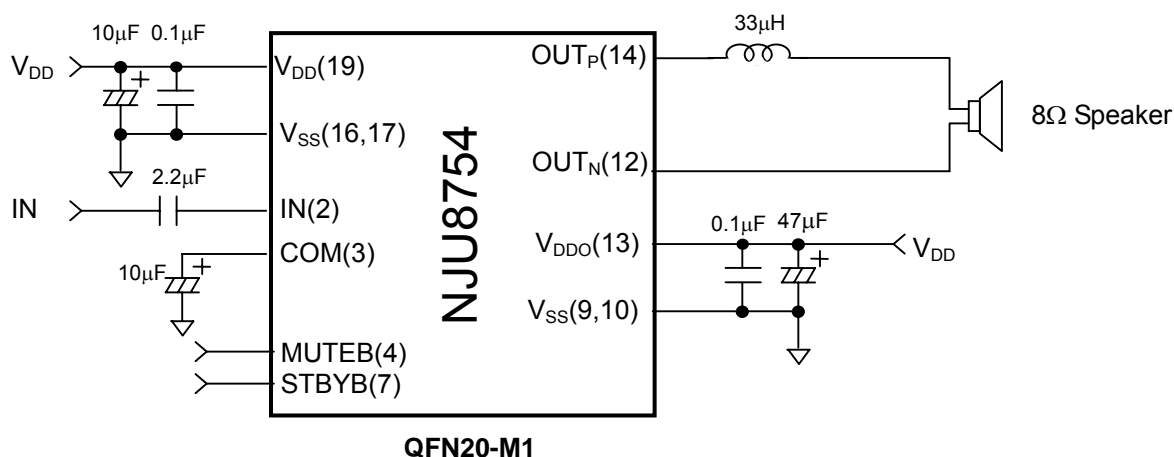 10μF 0.1μF
V_DD
V_DD(19)
V_SS(16,17)
2.2μF
IN
IN(2)
COM(3)
10μF
+
+
MUTEB(4)
STBYB(7)
NJU8754
33μH
OUT_P(14)
8Ω Speaker
OUT_N(12)
0.1μF 47μF
V_DDO(13)
+
V_DD
V_SS(9,10)
QFN20-M1